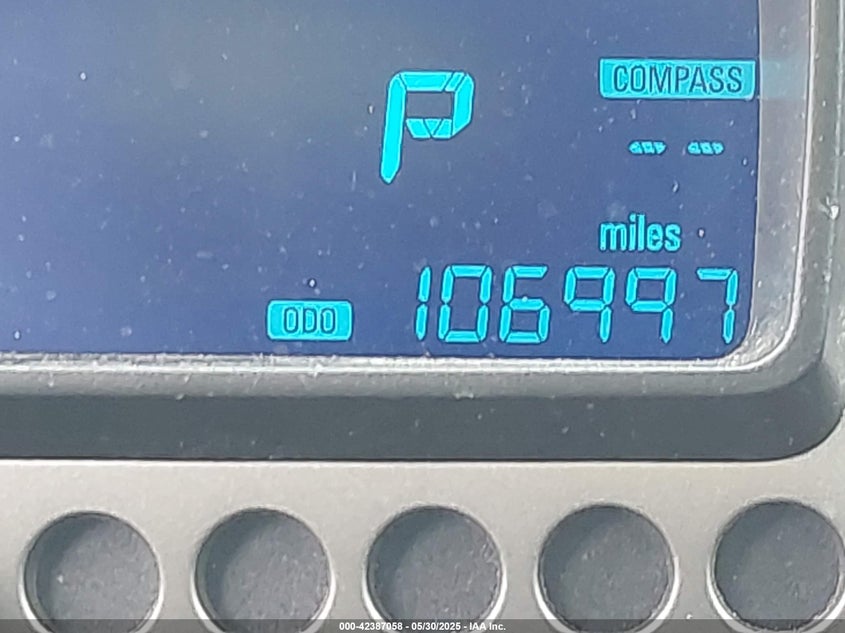 P
COMPASS
-- --
miles
ODO 106997
000-42387058 - 05/30/2025 - IAA Inc.